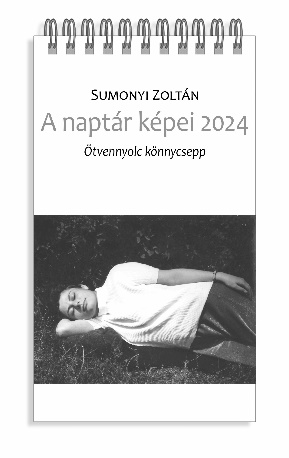 Sumonyi Zoltán
A naptár képei 2024
Ötvennyolc könnycsepp